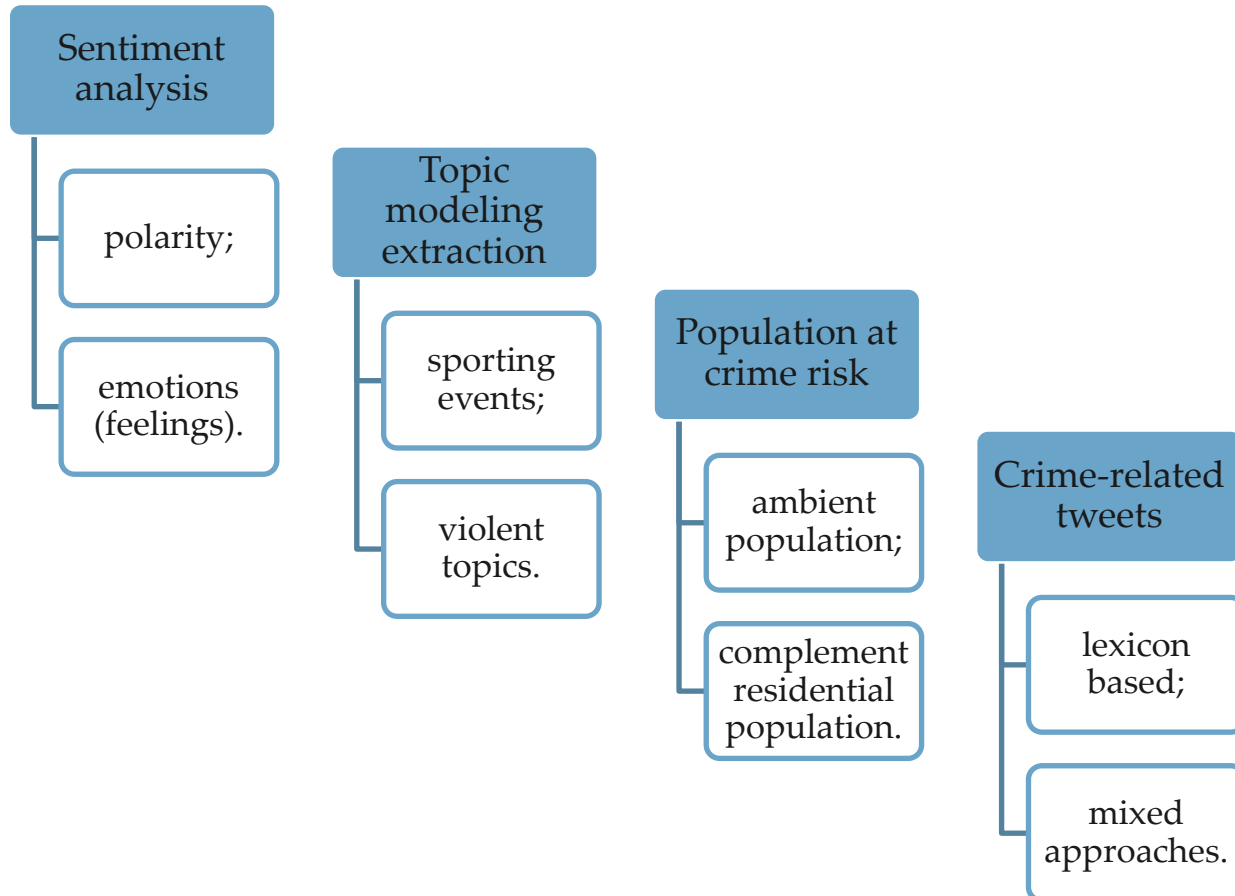 Sentiment
analysis
polarity;
emotions
(feelings).
Topic
modeling
extraction
sporting
events;
violent
topics.
Population at
crime risk
ambient
population;
complement
residential
population.
Crime-related
tweets
lexicon
based;
mixed
approaches.